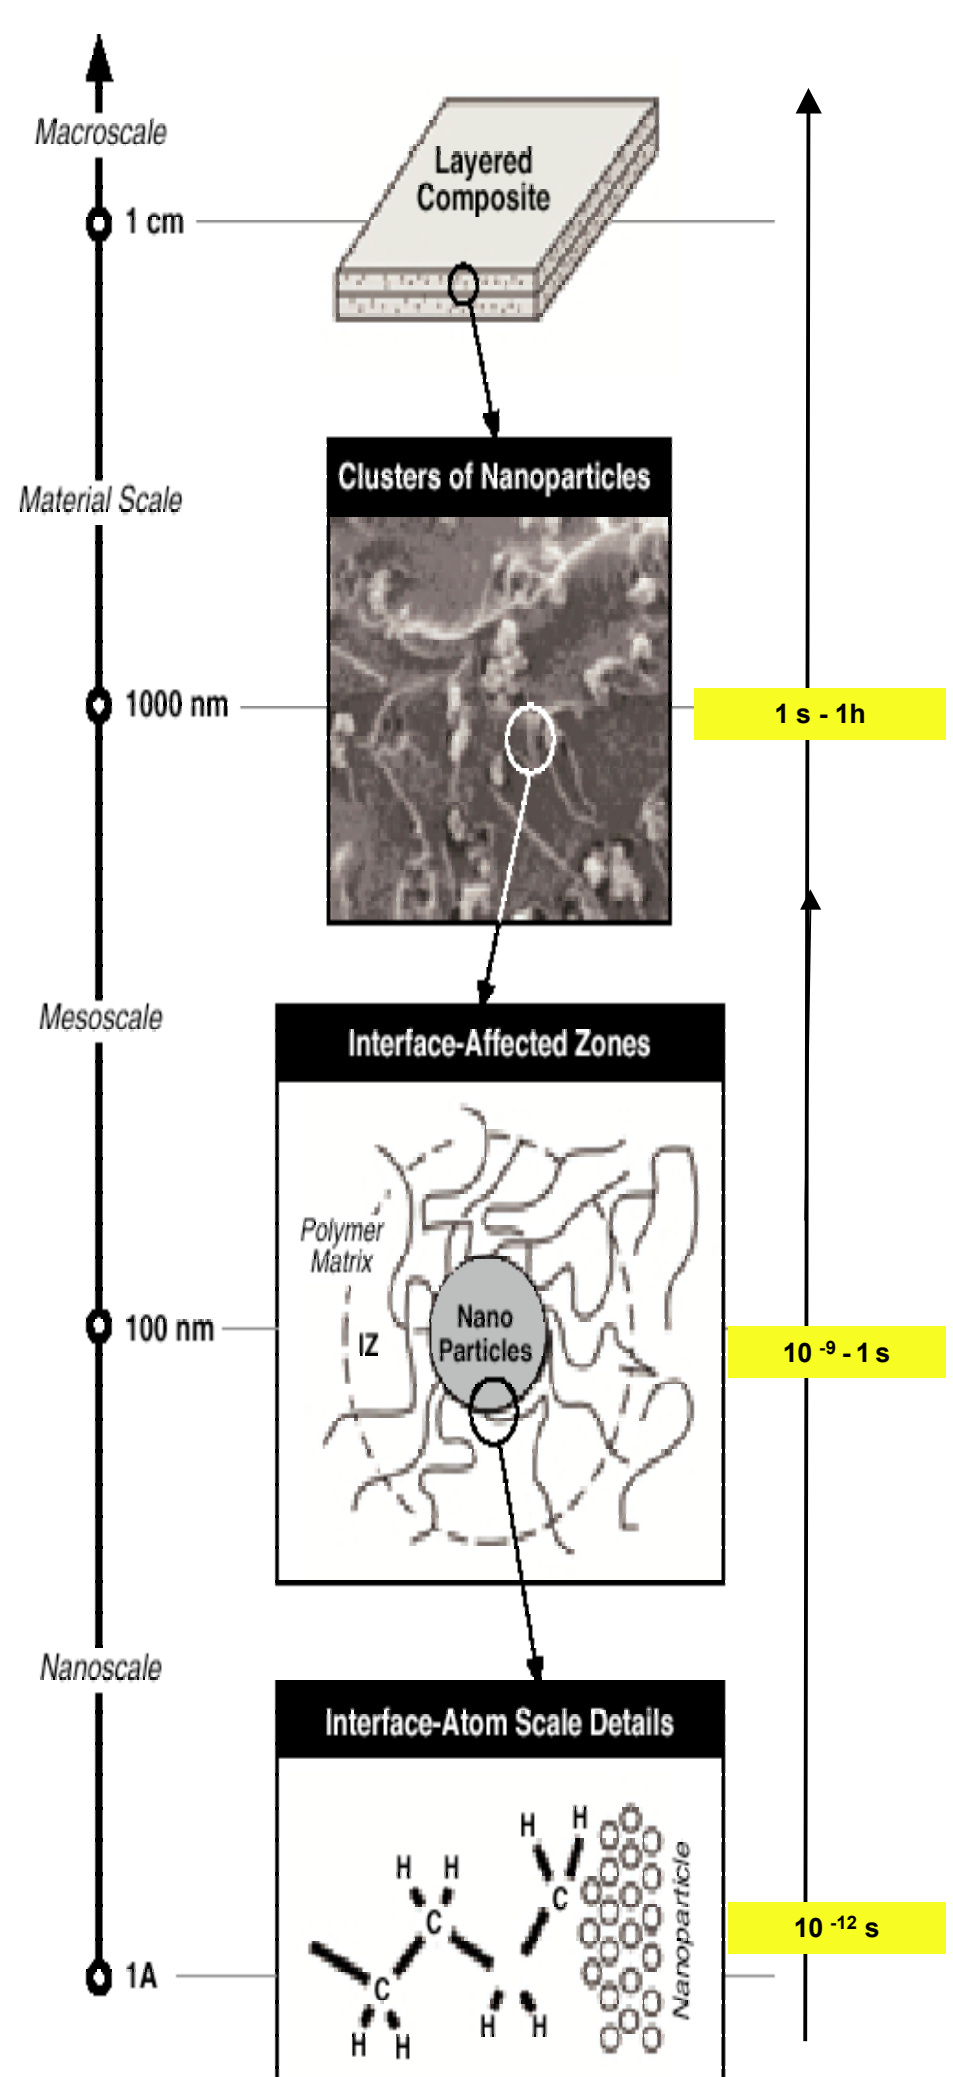 Macroscale
Layered
Composite
1 cm
Material Scale
Clusters of Nanoparticles
1000 nm
1 s - 1h
Mesoscale
Interface-Affected Zones
Polymer
Matrix
IZ
Nano
Particles
100 nm
10 -9 - 1 s
Nanoscale
Interface-Atom Scale Details
H H
H H
C
C
Nanoparticle
10 -12 s
1A
C
H H
H H